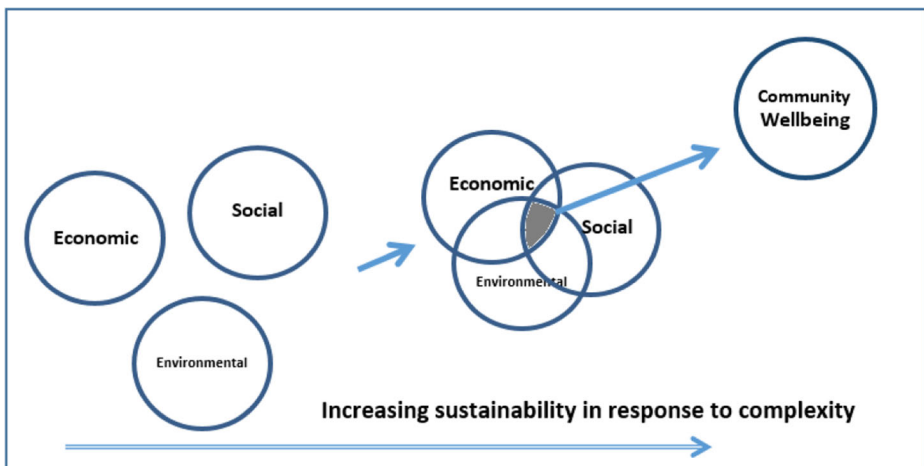 Economic
Social
Environmental
Economic
Social
Environmental
Community
Wellbeing
Increasing sustainability in response to complexity